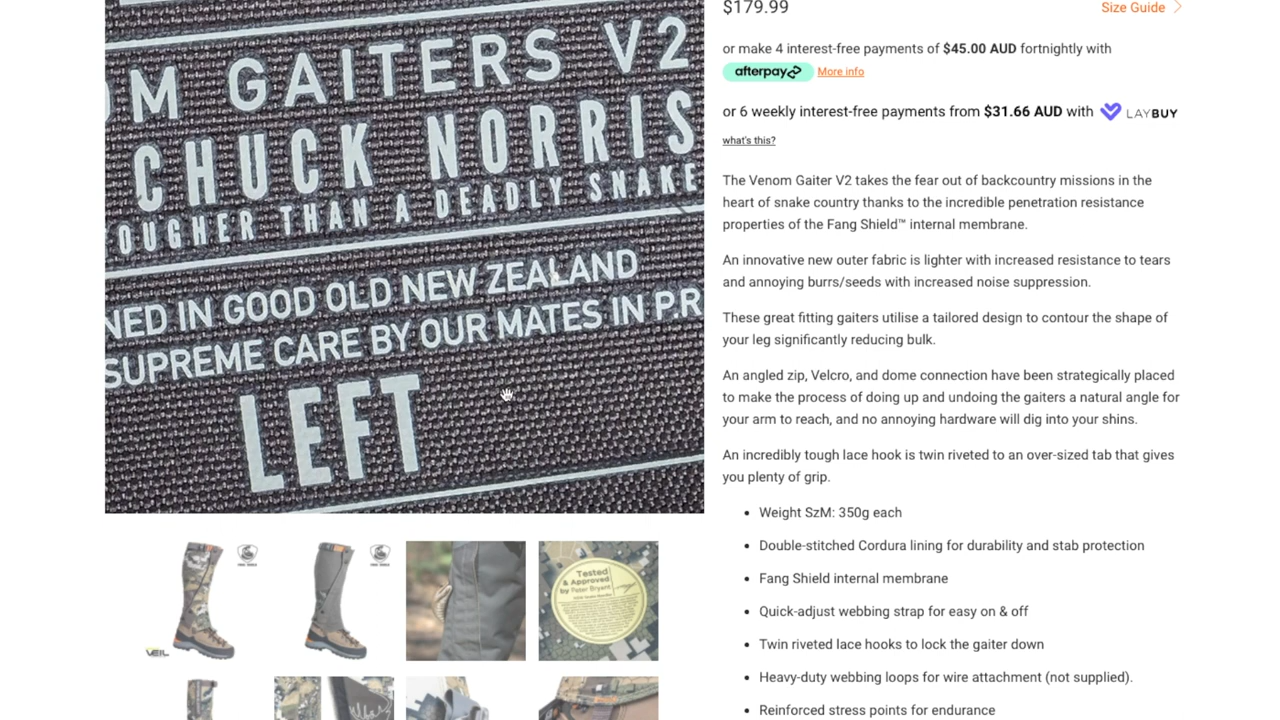 OM GAITERS V2
CHUCK NORRIS
OUGHER THAN A DEADLY SNAKE
NED IN GOOD OLD NEW ZEALAND
SUPREME CARE BY OUR MATES IN P.R
LEFT
VEIL
Tested
& Approved
by Peter Bryant
$179.99
Size Guide
or make 4 interest-free payments of $45.00 AUD fortnightly with
afterpay More info
or 6 weekly interest-free payments from $31.66 AUD with LAYBUY
what's this?
The Venom Gaiter V2 takes the fear out of backcountry missions in the
heart of snake country thanks to the incredible penetration resistance
properties of the Fang Shield™ internal membrane.
An innovative new outer fabric is lighter with increased resistance to tears
and annoying burrs/seeds with increased noise suppression.
These great fitting gaiters utilise a tailored design to contour the shape of
your leg significantly reducing bulk.
An angled zip, Velcro, and dome connection have been strategically placed
to make the process of doing up and undoing the gaiters a natural angle for
your arm to reach, and no annoying hardware will dig into your shins.
An incredibly tough lace hook is twin riveted to an over-sized tab that gives
you plenty of grip.
• Weight SzM: 350g each
• Double-stitched Cordura lining for durability and stab protection
• Fang Shield internal membrane
• Quick-adjust webbing strap for easy on & off
• Twin riveted lace hooks to lock the gaiter down
• Heavy-duty webbing loops for wire attachment (not supplied).
• Reinforced stress points for endurance